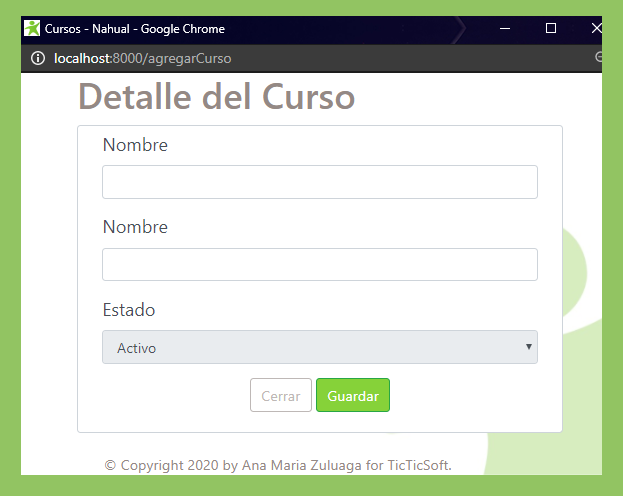 Cursos - Nahual - Google Chrome
localhost:8000/agregarCurso
Detalle del Curso
Nombre
Nombre
Estado
Activo
Cerrar Guardar
© Copyright 2020 by Ana Maria Zuluaga for TicTicSoft.